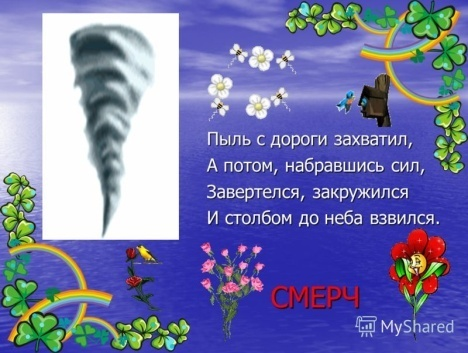 Пыль с дороги захватил,
А потом, набравшись сил,
Завертелся, закружился
И столбом до неба взвился.
СМЕРЧ
MyShared